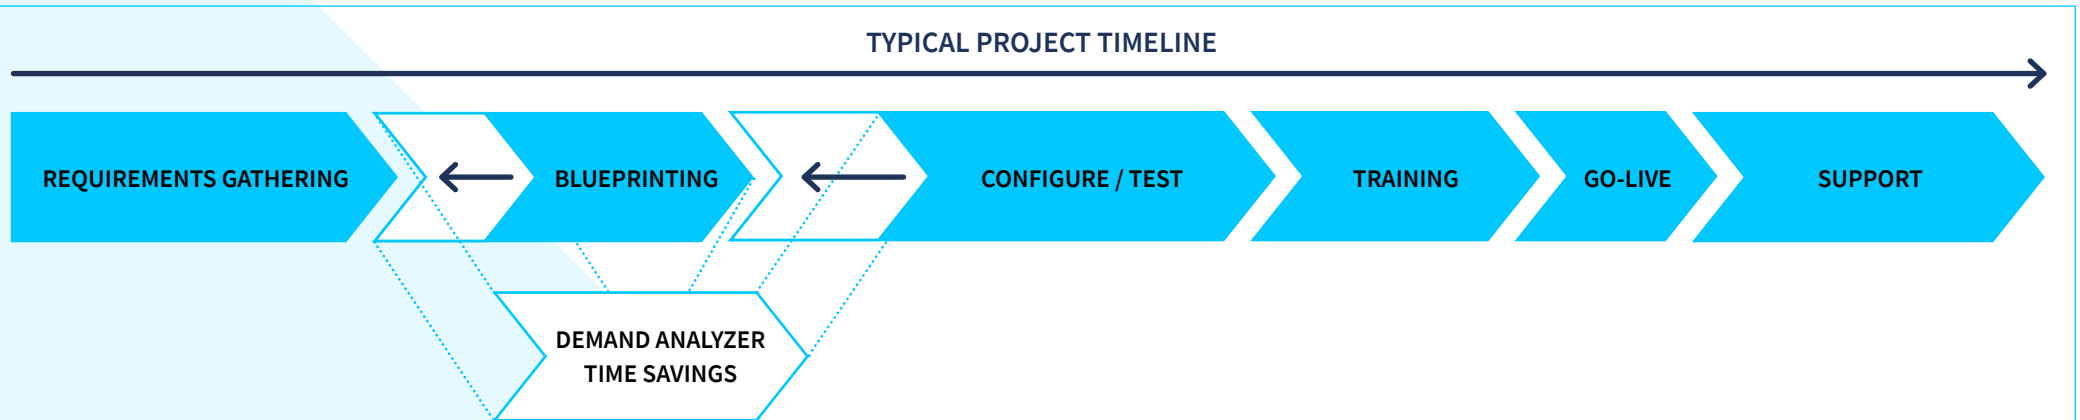 TYPICAL PROJECT TIMELINE
REQUIREMENTS GATHERING
BLUEPRINTING
CONFIGURE / TEST
TRAINING
GO-LIVE
SUPPORT
DEMAND ANALYZER
TIME SAVINGS